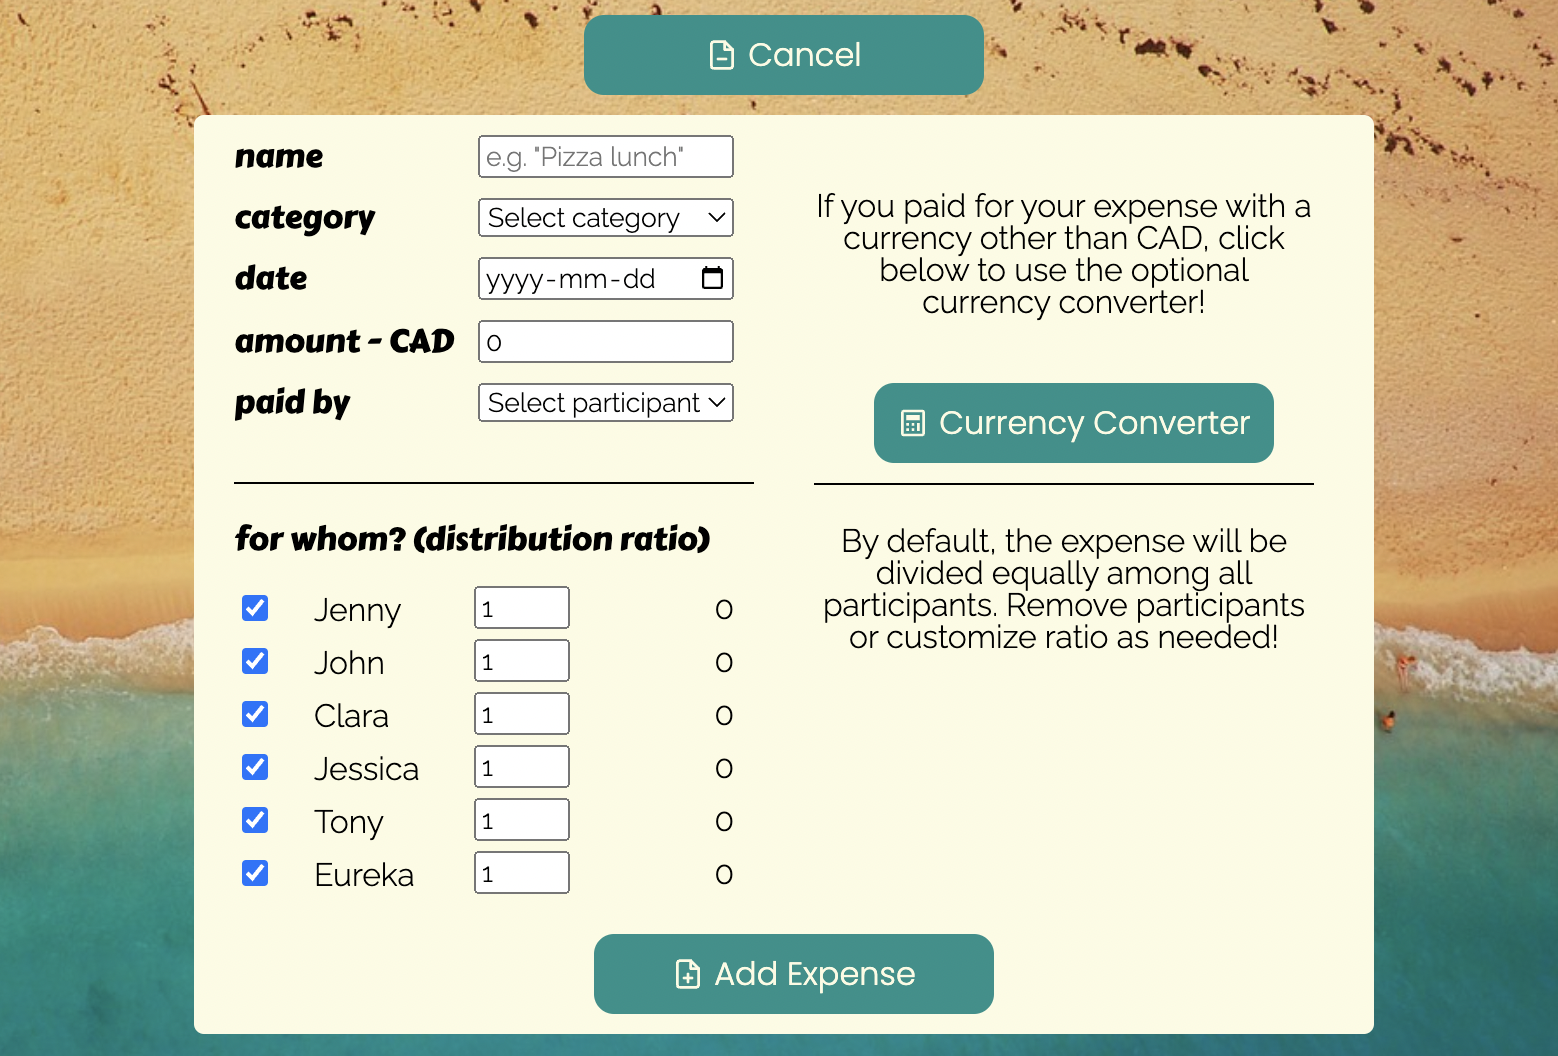 Cancel
name
e.g. "Pizza lunch"
category
Select category
date
yyyy-mm-dd
amount - CAD
0
paid by
Select participant
If you paid for your expense with a
currency other than CAD, click
below to use the optional
currency converter!
Currency Converter
for whom? (distribution ratio)
Jenny 1 0
John 1 0
Clara 1 0
Jessica 1 0
Tony 1 0
Eureka 1 0
By default, the expense will be
divided equally among all
participants. Remove participants
or customize ratio as needed!
Add Expense